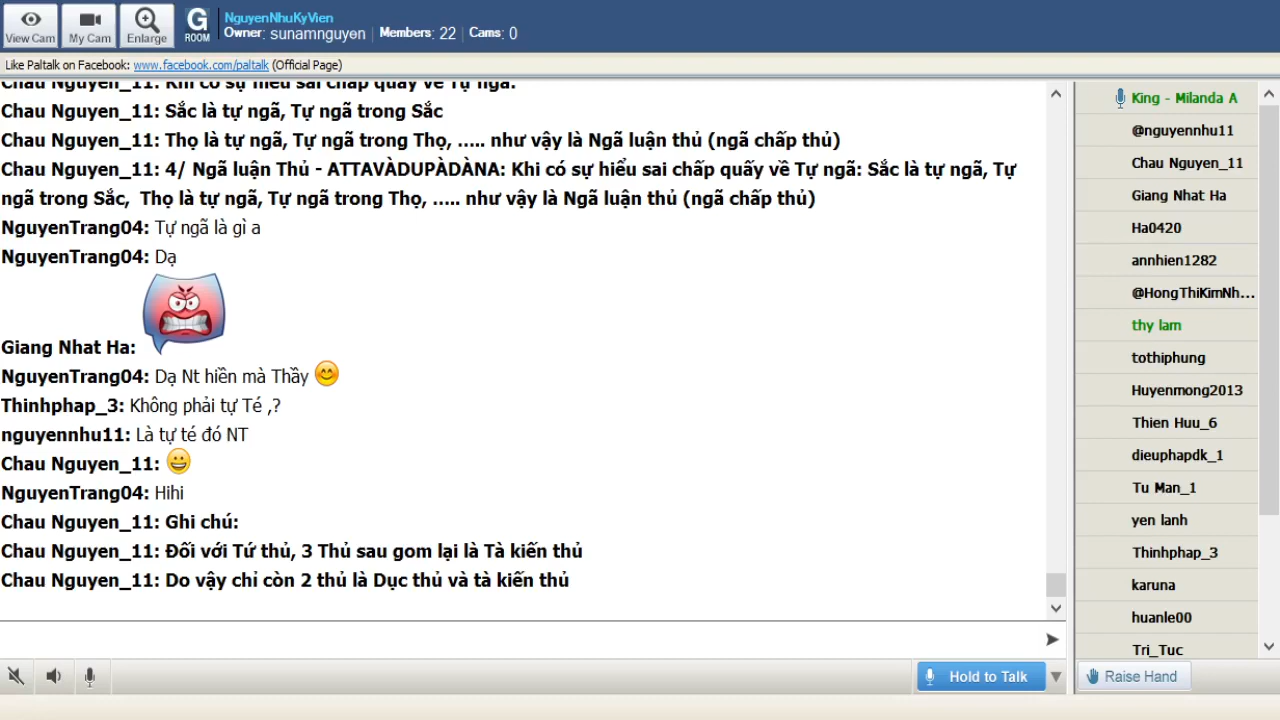 View Cam
My Cam
Enlarge
G
ROOM
NguyenNhuKyVien
Owner: sunamnguyen | Members: 22 | Cams: 0
Like Paltalk on Facebook: www.facebook.com/paltalk (Official Page)
Chau Nguyen_11: Khi có sự hiểu sai chấp quấy về Tự ngã:
Chau Nguyen_11: Sắc là tự ngã, Tự ngã trong Sắc
Chau Nguyen_11: Thọ là tự ngã, Tự ngã trong Thọ, ..... như vậy là Ngã luận thủ (ngã chấp thủ)
Chau Nguyen_11: 4/ Ngã luận Thủ - ATTAVÀDUPÀDÀNA: Khi có sự hiểu sai chấp quấy về Tự ngã: Sắc là tự ngã, Tự
ngã trong Sắc, Thọ là tự ngã, Tự ngã trong Thọ, ..... như vậy là Ngã luận thủ (ngã chấp thủ)
NguyenTrang04: Tự ngã là gì a
NguyenTrang04: Dạ
Giang Nhat Ha:
NguyenTrang04: Dạ Nt hiền mà Thầy
Thinhphap_3: Không phải tự Té ,?
nguyennhu11: Là tự té đó NT
Chau Nguyen_11:
NguyenTrang04: Hihi
Chau Nguyen_11: Ghi chú:
Chau Nguyen_11: Đối với Tứ thủ, 3 Thủ sau gom lại là Tà kiến thủ
Chau Nguyen_11: Do vậy chỉ còn 2 thủ là Dục thủ và tà kiến thủ
Hold to Talk
King - Milanda A
@nguyennhu11
Chau Nguyen_11
Giang Nhat Ha
Ha0420
annhien1282
@HongThiKimNh...
thy lam
tothiphung
Huyenmong2013
Thien Huu_6
dieuphapdk_1
Tu Man_1
yen lanh
Thinhphap_3
karuna
huanle00
Tri_Tuc
Raise Hand